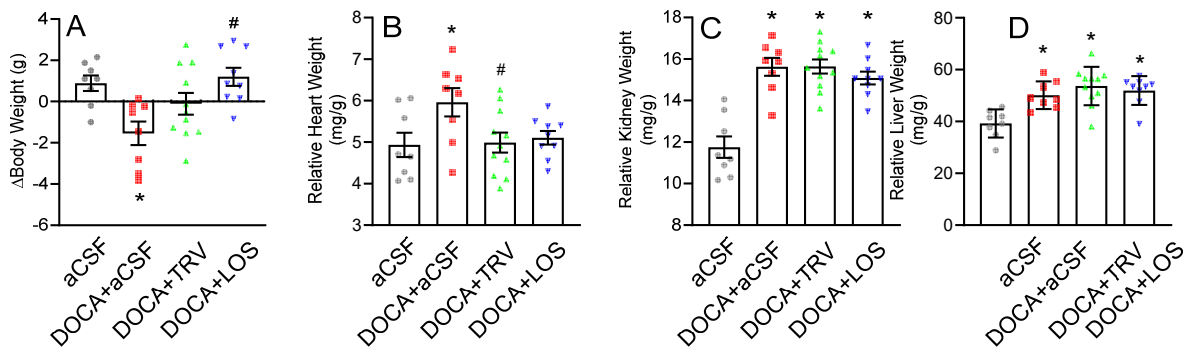 A
ΔBody Weight (g)
4
2
0
-2
-4
-6
*
#
aCSF
DOCA+aCSF
DOCA+TRV
DOCA+LOS
B
Relative Heart Weight
(mg/g)
8
7
6
5
4
3
*
#
aCSF
DOCA+aCSF
DOCA+TRV
DOCA+LOS
C
Relative Kidney Weight
(mg/g)
18
16
14
12
10
8
* * *
aCSF
DOCA+aCSF
DOCA+TRV
DOCA+LOS
D
Relative Liver Weight
(mg/g)
80
60
40
20
0
* * *
aCSF
DOCA+aCSF
DOCA+TRV
DOCA+LOS